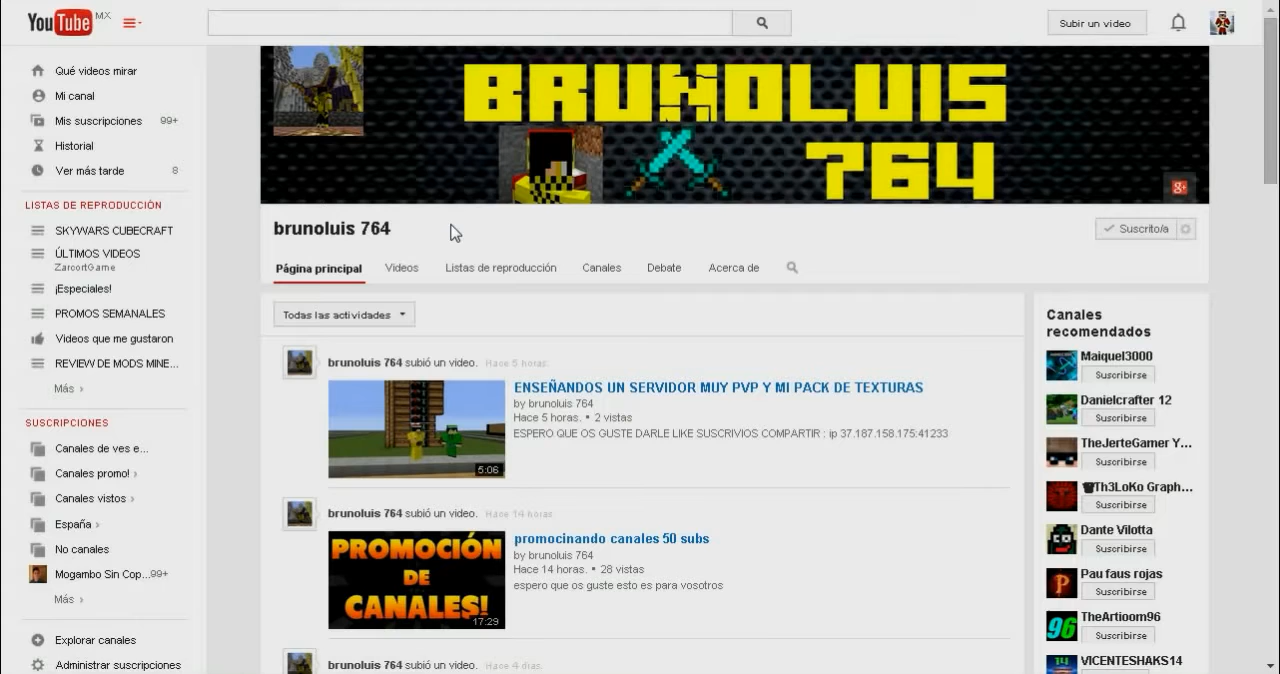 YouTube MX
Subir un video
Qué videos mirar
Mi canal
Mis suscripciones 99+
Historial
Ver más tarde 8
LISTAS DE REPRODUCCIÓN
SKYWARS CUBECRAFT
ÚLTIMOS VIDEOS
ZarcortGame
¡Especiales!
PROMOS SEMANALES
Videos que me gustaron
REVIEW DE MODS MINE...
Más ›
SUSCRIPCIONES
Canales de ves e...
Canales promo! ›
Canales vistos ›
España ›
No canales
Mogambo Sin Cop... 99+
Más ›
Explorar canales
Administrar suscripciones
BRUNOLUIS
764
g+
brunoluis 764
Suscrito/a
Página principal
Videos
Listas de reproducción
Canales
Debate
Acerca de
Todas las actividades
brunoluis 764 subió un video. Hace 5 horas.
ENSEÑANDOS UN SERVIDOR MUY PVP Y MI PACK DE TEXTURAS
by brunoluis 764
Hace 5 horas. • 2 vistas
ESPERO QUE OS GUSTE DARLE LIKE SUSCRIVIOS COMPARTIR : ip 37.187.158.175:41233
5:06
brunoluis 764 subió un video. Hace 14 horas.
PROMOCIÓN
DE
CANALES!
17:29
promocinando canales 50 subs
by brunoluis 764
Hace 14 horas. • 28 vistas
espero que os guste esto es para vosotros
brunoluis 764 subió un video. Hace 4 días.
Canales
recomendados
Maiquel3000
Suscribirse
Danielcrafter 12
Suscribirse
TheJerteGamer Y...
Suscribirse
Th3LoKo Graph...
Suscribirse
Dante Vilotta
Suscribirse
Pau faus rojas
Suscribirse
TheArtioom96
Suscribirse
96
VICENTESHAKS14